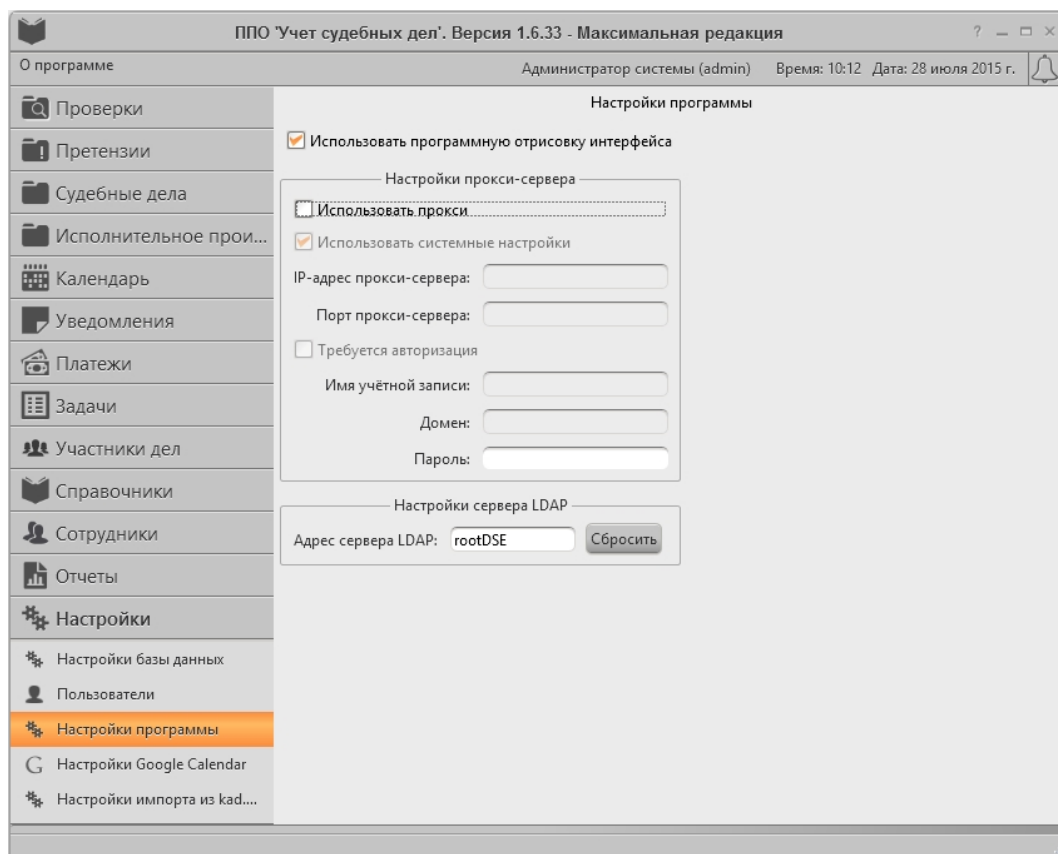 ППО 'Учет судебных дел'. Версия 1.6.33 - Максимальная редакция
О программе
Администратор системы (admin) Время: 10:12 Дата: 28 июля 2015 г.
Проверки
Претензии
Судебные дела
Исполнительное прои...
Календарь
Уведомления
Платежи
Задачи
Участники дел
Справочники
Сотрудники
Отчеты
Настройки
Настройки базы данных
Пользователи
Настройки программы
Настройки Google Calendar
Настройки импорта из kad....
Настройки программы
Использовать программную отрисовку интерфейса
Настройки прокси-сервера
Использовать прокси
Использовать системные настройки
IP-адрес прокси-сервера:
Порт прокси-сервера:
Требуется авторизация
Имя учётной записи:
Домен:
Пароль:
Настройки сервера LDAP
Адрес сервера LDAP: rootDSE Сбросить